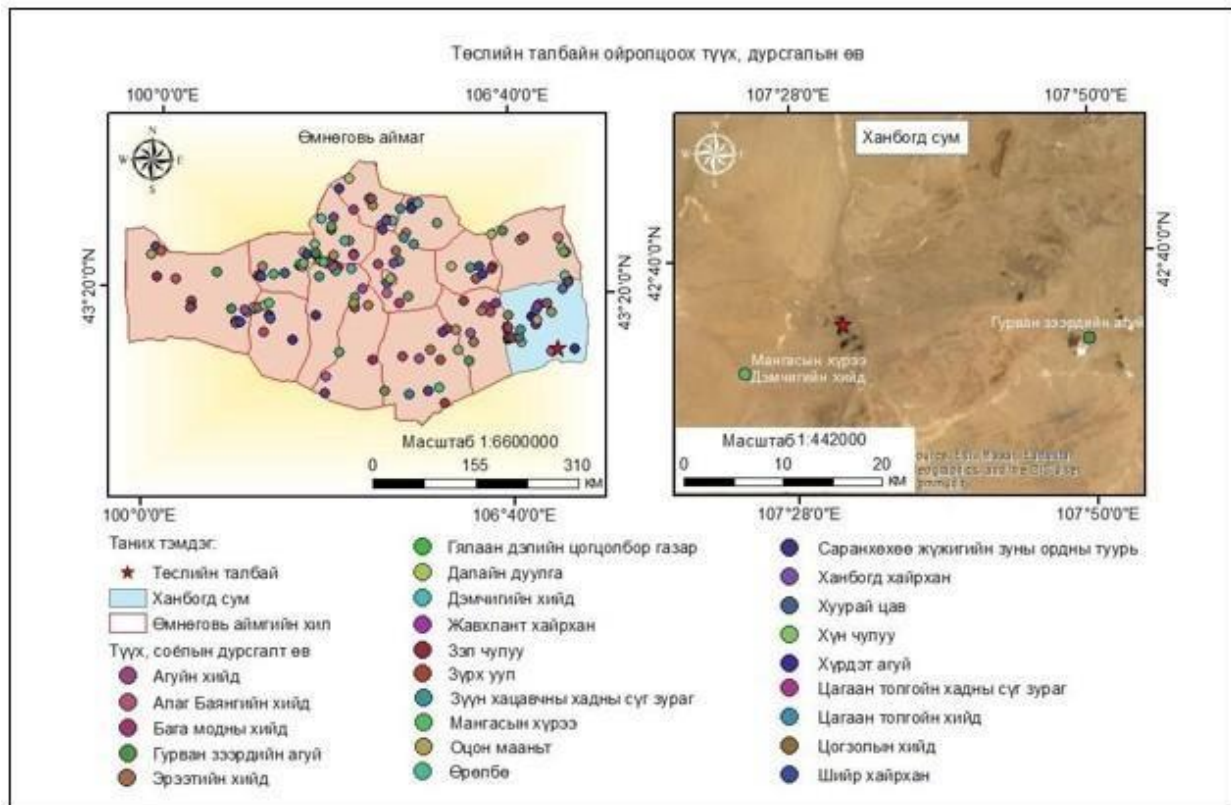 Төслийн талбайн ойролцоох түүх, дурсгалын өв
100°0'0"E
106°40'0"E
107°28'0"E
107°50'0"E
Өмнөговь аймаг
N
W
E
S
43°20'0"N
43°20'0"N
Масштаб 1:6600000
0
155
310
КМ
100°0'0"E
106°40'0"E
Ханбогд сум
N
W
E
S
42°40'0"N
42°40'0"N
Гурван зээрдийн агуй
Мангасын хүрээ
Дэмчигийн хийд
Масштаб 1:442000
0
10
20
КМ
107°28'0"E
107°50'0"E
Таних тэмдэг:
Төслийн талбай
Ханбогд сум
Өмнөговь аймгийн хил
Түүх, соёлын дурсгалт өв
Агуйн хийд
Алаг Баянгийн хийд
Бага модны хийд
Гурван зээрдийн агуй
Эрээтийн хийд
Гялаан дэлийн цогцолбор газар
Далайн дуулга
Дэмчигийн хийд
Жавхлант хайрхан
Зэл чулуу
Зүрх уул
Зүүн хацавчны хадны сүг зураг
Мангасын хүрээ
Оцон мааньт
Өрөлбө
Саранхөхөө жүжигийн зуны ордны туурь
Ханбогд хайрхан
Хуурай цав
Хүн чулуу
Хүрдэт агуй
Цагаан толгойн хадны сүг зураг
Цагаан толгойн хийд
Цогзолын хийд
Шийр хайрхан